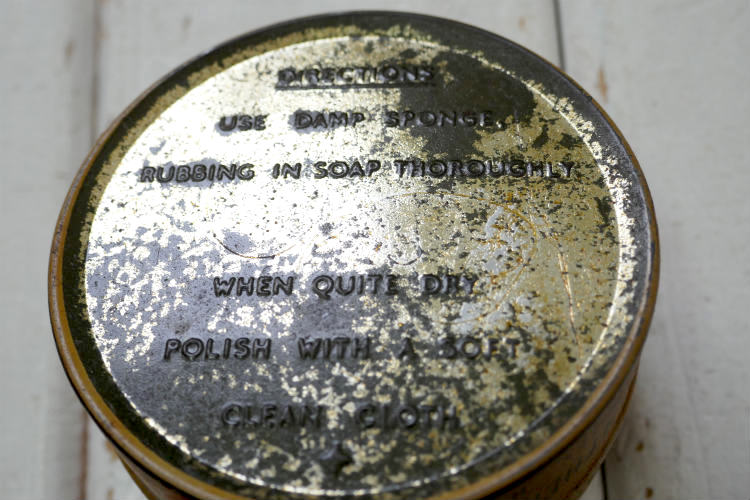 DIRECTIONS
USE DAMP SPONGE,
RUBBING IN SOAP THOROUGHLY
WHEN QUITE DRY
POLISH WITH A SOFT
CLEAN CLOTH